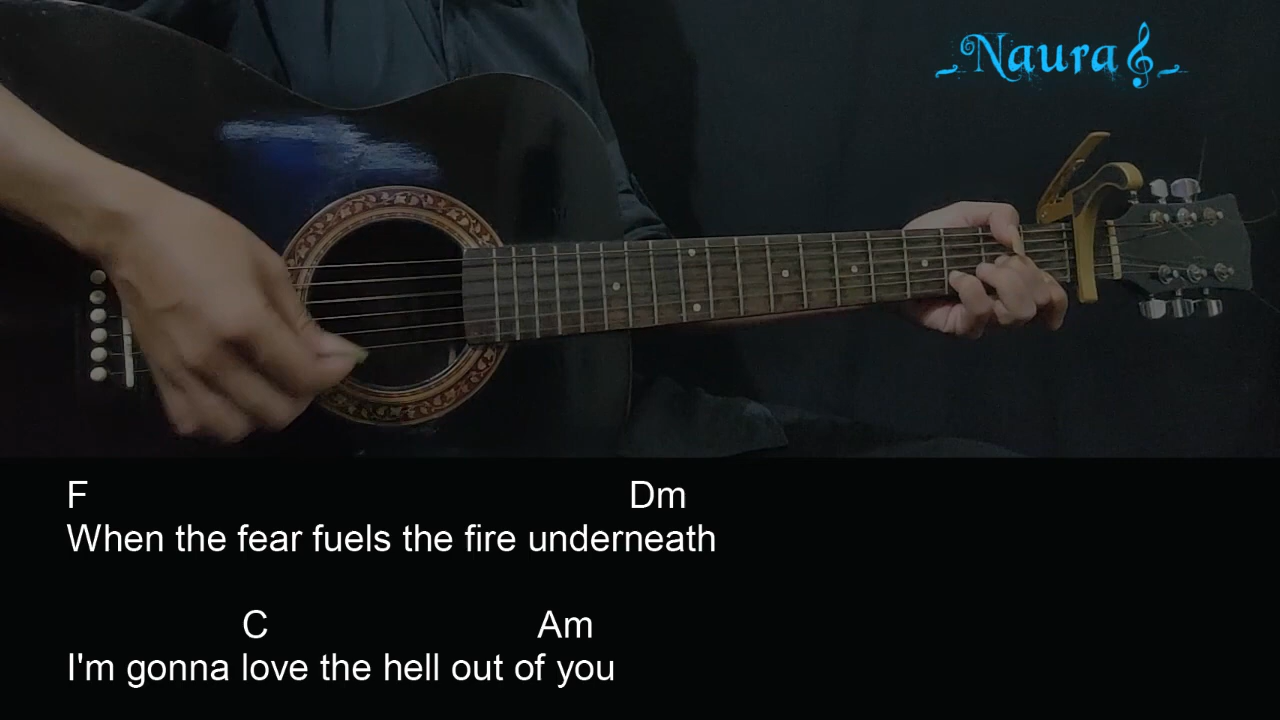 Naura
F Dm
When the fear fuels the fire underneath
C Am
I'm gonna love the hell out of you